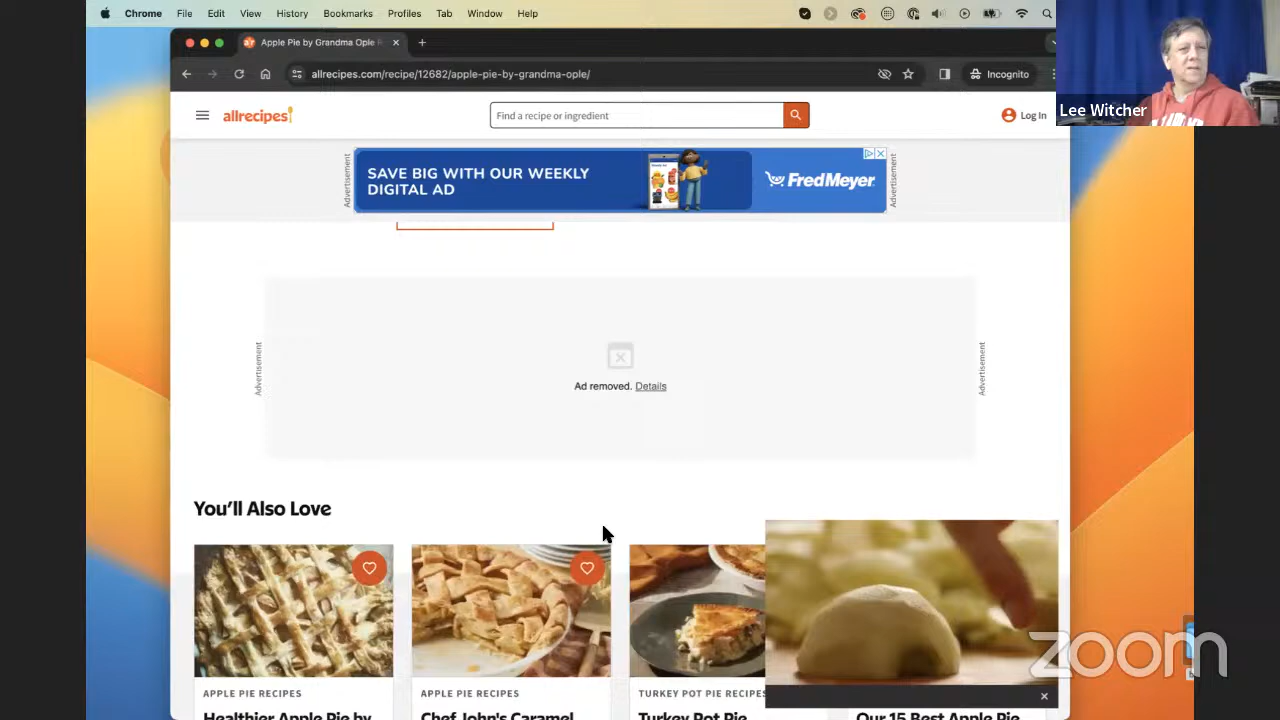 Chrome File Edit View History Bookmarks Profiles Tab Window Help
Apple Pie by Grandma Ople R
allrecipes.com/recipe/12682/apple-pie-by-grandma-ople/
Incognito
Lee Witcher
allrecipes
Find a recipe or ingredient
Log In
Advertisement
SAVE BIG WITH OUR WEEKLY
DIGITAL AD
FredMeyer
Advertisement
Advertisement
Ad removed. Details
Advertisement
You'll Also Love
APPLE PIE RECIPES
APPLE PIE RECIPES
TURKEY POT PIE RECIPES
Healthier Apple Pie by
Chef John's Caramel
Turkey Pot Pie
Our 15 Best Apple Pie
zoom